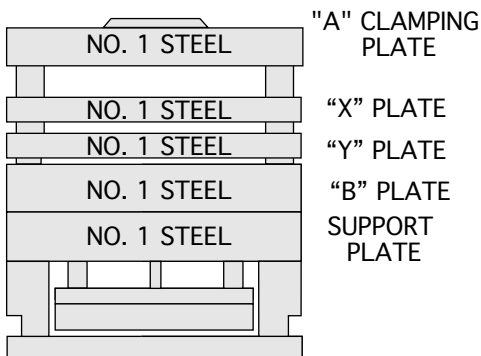 "A" CLAMPING
PLATE
NO. 1 STEEL
NO. 1 STEEL
“X” PLATE
NO. 1 STEEL
“Y” PLATE
NO. 1 STEEL
“B” PLATE
NO. 1 STEEL
SUPPORT
PLATE